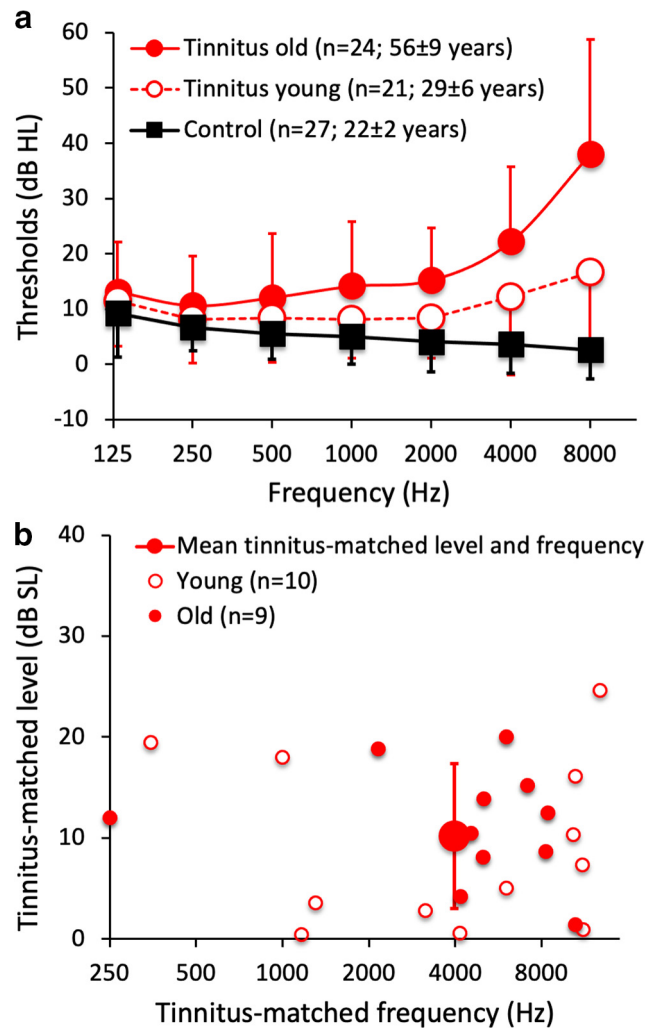 a
60
Tinnitus old (n=24; 56±9 years)
50
Tinnitus young (n=21; 29±6 years)
40
Control (n=27; 22±2 years)
30
20
10
0
-10
Thresholds (dB HL)
125 250 500 1000 2000 4000 8000
Frequency (Hz)
b
40
Mean tinnitus-matched level and frequency
Young (n=10)
Old (n=9)
30
20
10
0
Tinnitus-matched level (dB SL)
250 500 1000 2000 4000 8000
Tinnitus-matched frequency (Hz)